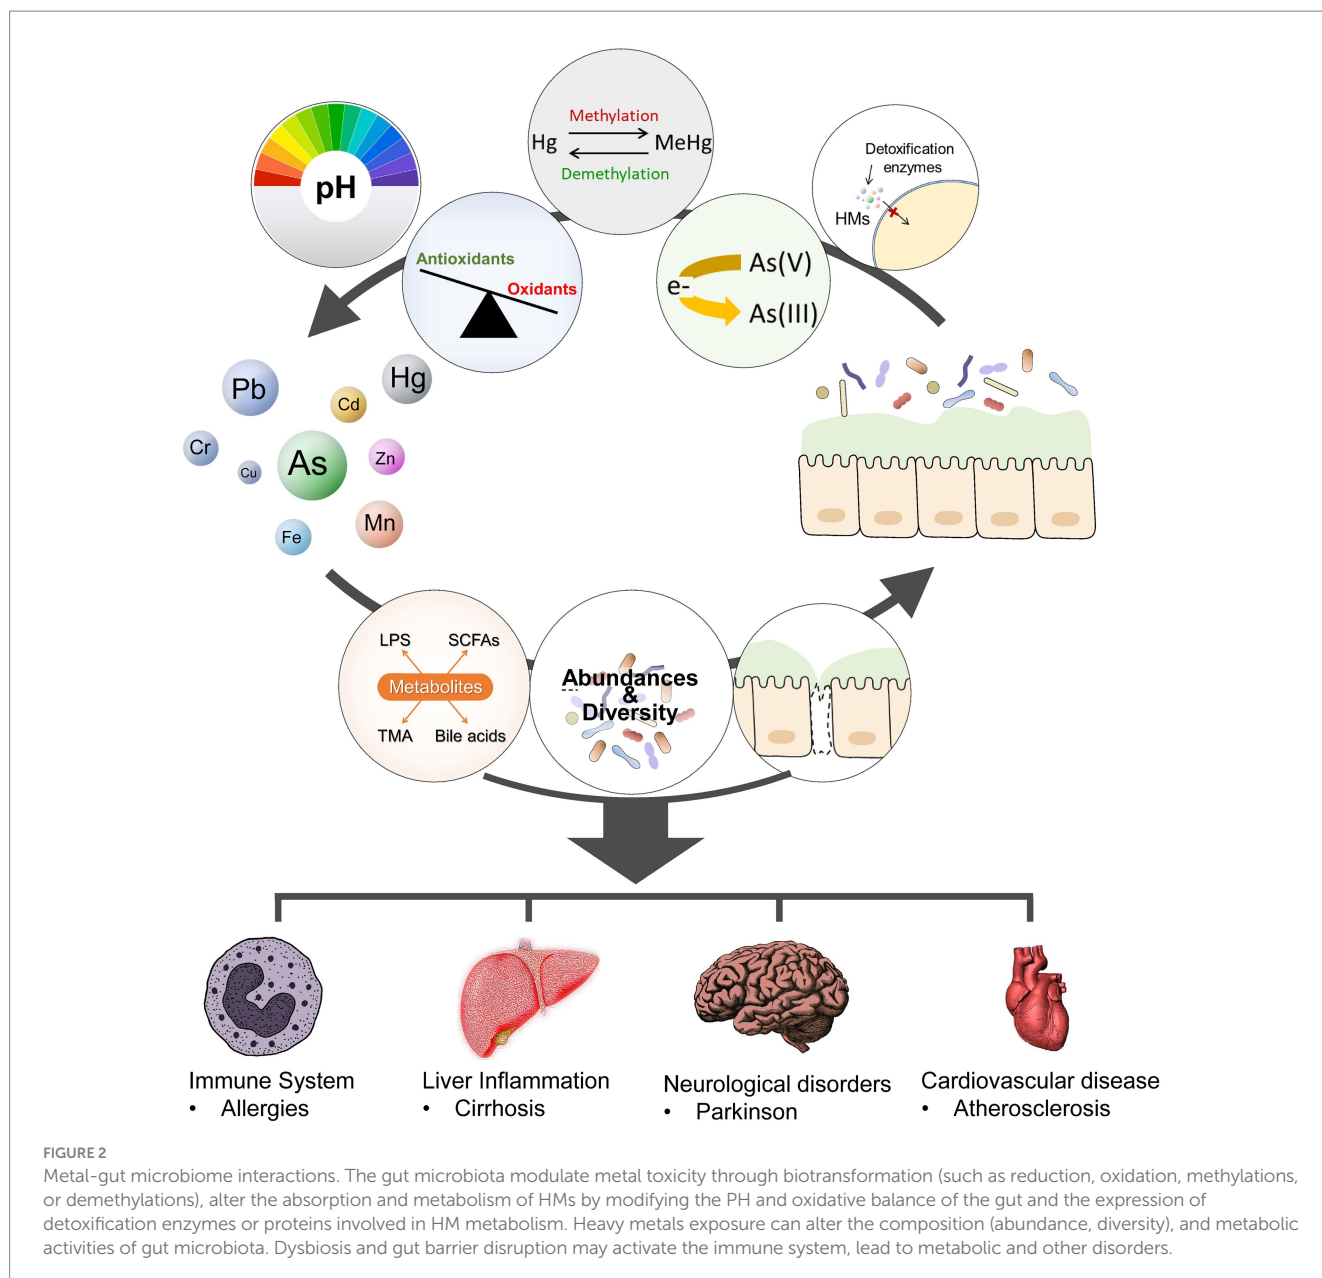 Methylation
Hg
MeHg
Demethylation
pH
Detoxification
enzymes
HMs
Antioxidants
Oxidants
As(V)
e-
As(III)
Pb
Hg
Cd
Cr
Cu
As
Zn
Fe
Mn
LPS
SCFAs
Metabolites
TMA
Bile acids
Abundances
&
Diversity
Immune System
• Allergies
Liver Inflammation
• Cirrhosis
Neurological disorders
• Parkinson
Cardiovascular disease
• Atherosclerosis
FIGURE 2
Metal-gut microbiome interactions. The gut microbiota modulate metal toxicity through biotransformation (such as reduction, oxidation, methylations,
or demethylations), alter the absorption and metabolism of HMs by modifying the PH and oxidative balance of the gut and the expression of
detoxification enzymes or proteins involved in HM metabolism. Heavy metals exposure can alter the composition (abundance, diversity), and metabolic
activities of gut microbiota. Dysbiosis and gut barrier disruption may activate the immune system, lead to metabolic and other disorders.